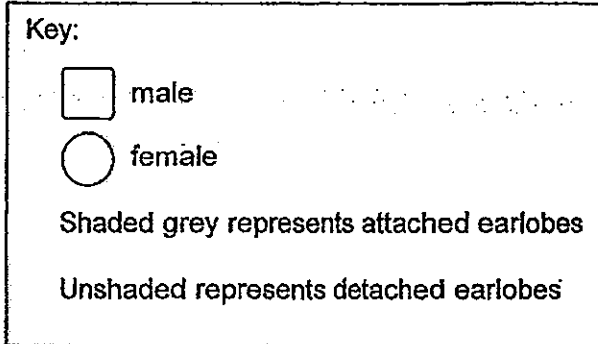 Key:
male
female
Shaded grey represents attached earlobes
Unshaded represents detached earlobes